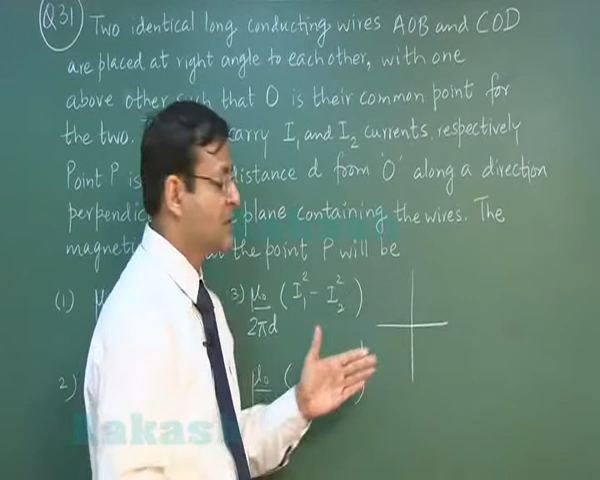 Q31) Two identical long conducting wires AOB and COD
are placed at right angle to each other, with one
above other such that O is their common point for
the two. carry I₁ and I₂ currents respectively
Point P is distance d from 'O' along a direction
plane containing the wires. The
at the point P will be
(1) 3) μ₀/2πd (I₁² - I₂²)
2) μ₀ (
Aakash